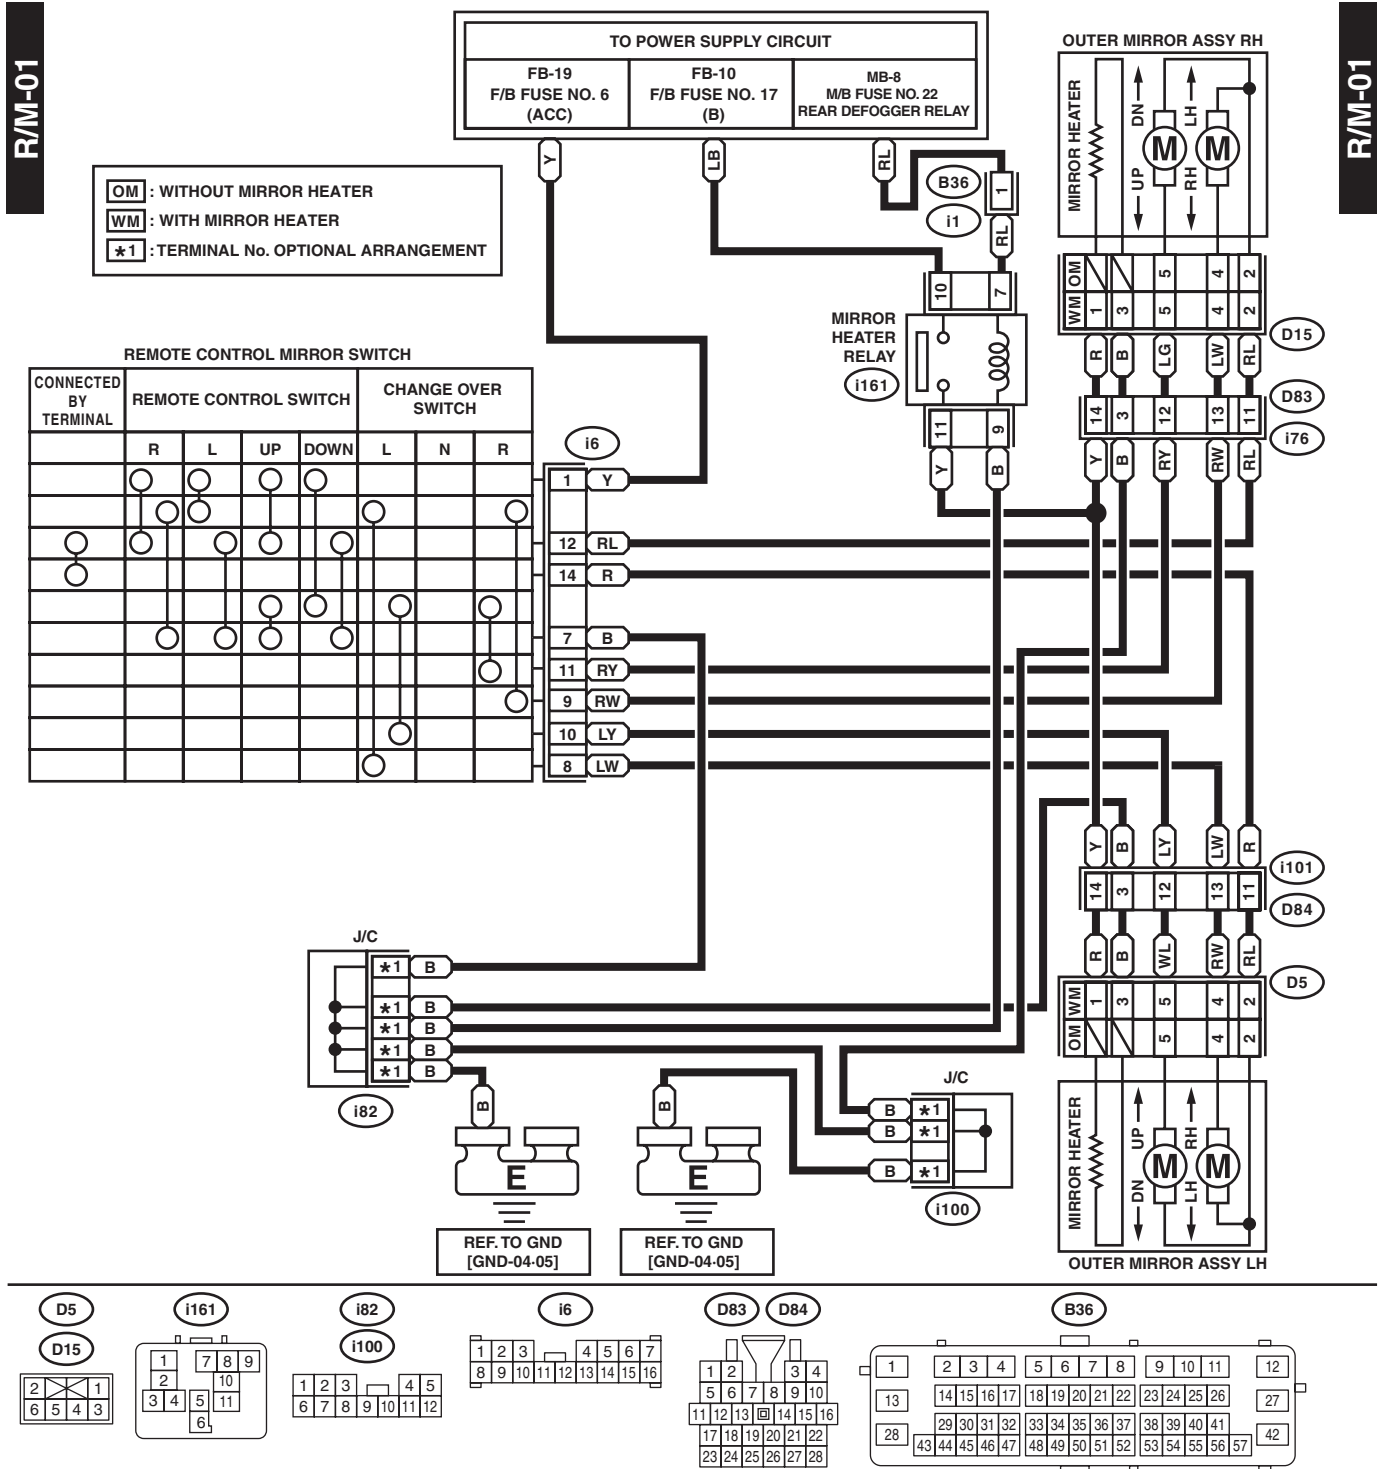 R/M-01
R/M-01
TO POWER SUPPLY CIRCUIT
FB-19
F/B FUSE NO. 6
(ACC)
FB-10
F/B FUSE NO. 17
(B)
MB-8
M/B FUSE NO. 22
REAR DEFOGGER RELAY
Y
LB
RL
B36
i1
1
RL
OM : WITHOUT MIRROR HEATER
WM : WITH MIRROR HEATER
*1 : TERMINAL No. OPTIONAL ARRANGEMENT
OUTER MIRROR ASSY RH
MIRROR HEATER
DN
UP
LH
RH
M
M
OM 5 4 2
WM 1 3 5 4 2
D15
R B LG LW RL
D83
14 3 12 13 11
i76
Y B RY RW RL
10 7
MIRROR
HEATER
RELAY
i161
11 9
Y B
REMOTE CONTROL MIRROR SWITCH
CONNECTED
BY
TERMINAL
REMOTE CONTROL SWITCH
CHANGE OVER
SWITCH
R L UP DOWN L N R
i6
1 Y
12 RL
14 R
7 B
11 RY
9 RW
10 LY
8 LW
Y B LY LW R
i101
14 3 12 13 11
D84
R B WL RW RL
D5
WM 1 3 5 4 2
OM 5 4 2
MIRROR HEATER
UP
DN
RH
LH
M
M
OUTER MIRROR ASSY LH
J/C
*1 B
*1 B
*1 B
*1 B
*1 B
i82
B
E
REF. TO GND
[GND-04-05]
B
E
REF. TO GND
[GND-04-05]
J/C
B *1
B *1
B *1
i100
D5
D15
2 1
6 5 4 3
i161
1 7 8 9
2 10
3 4 5 11
6
i82
i100
1 2 3 4 5
6 7 8 9 10 11 12
i6
1 2 3 4 5 6 7
8 9 10 11 12 13 14 15 16
D83 D84
1 2 3 4
5 6 7 8 9 10
11 12 13 14 15 16
17 18 19 20 21 22
23 24 25 26 27 28
B36
1 2 3 4 5 6 7 8 9 10 11 12
13 14 15 16 17 18 19 20 21 22 23 24 25 26 27
28 29 30 31 32 33 34 35 36 37 38 39 40 41 42
43 44 45 46 47 48 49 50 51 52 53 54 55 56 57